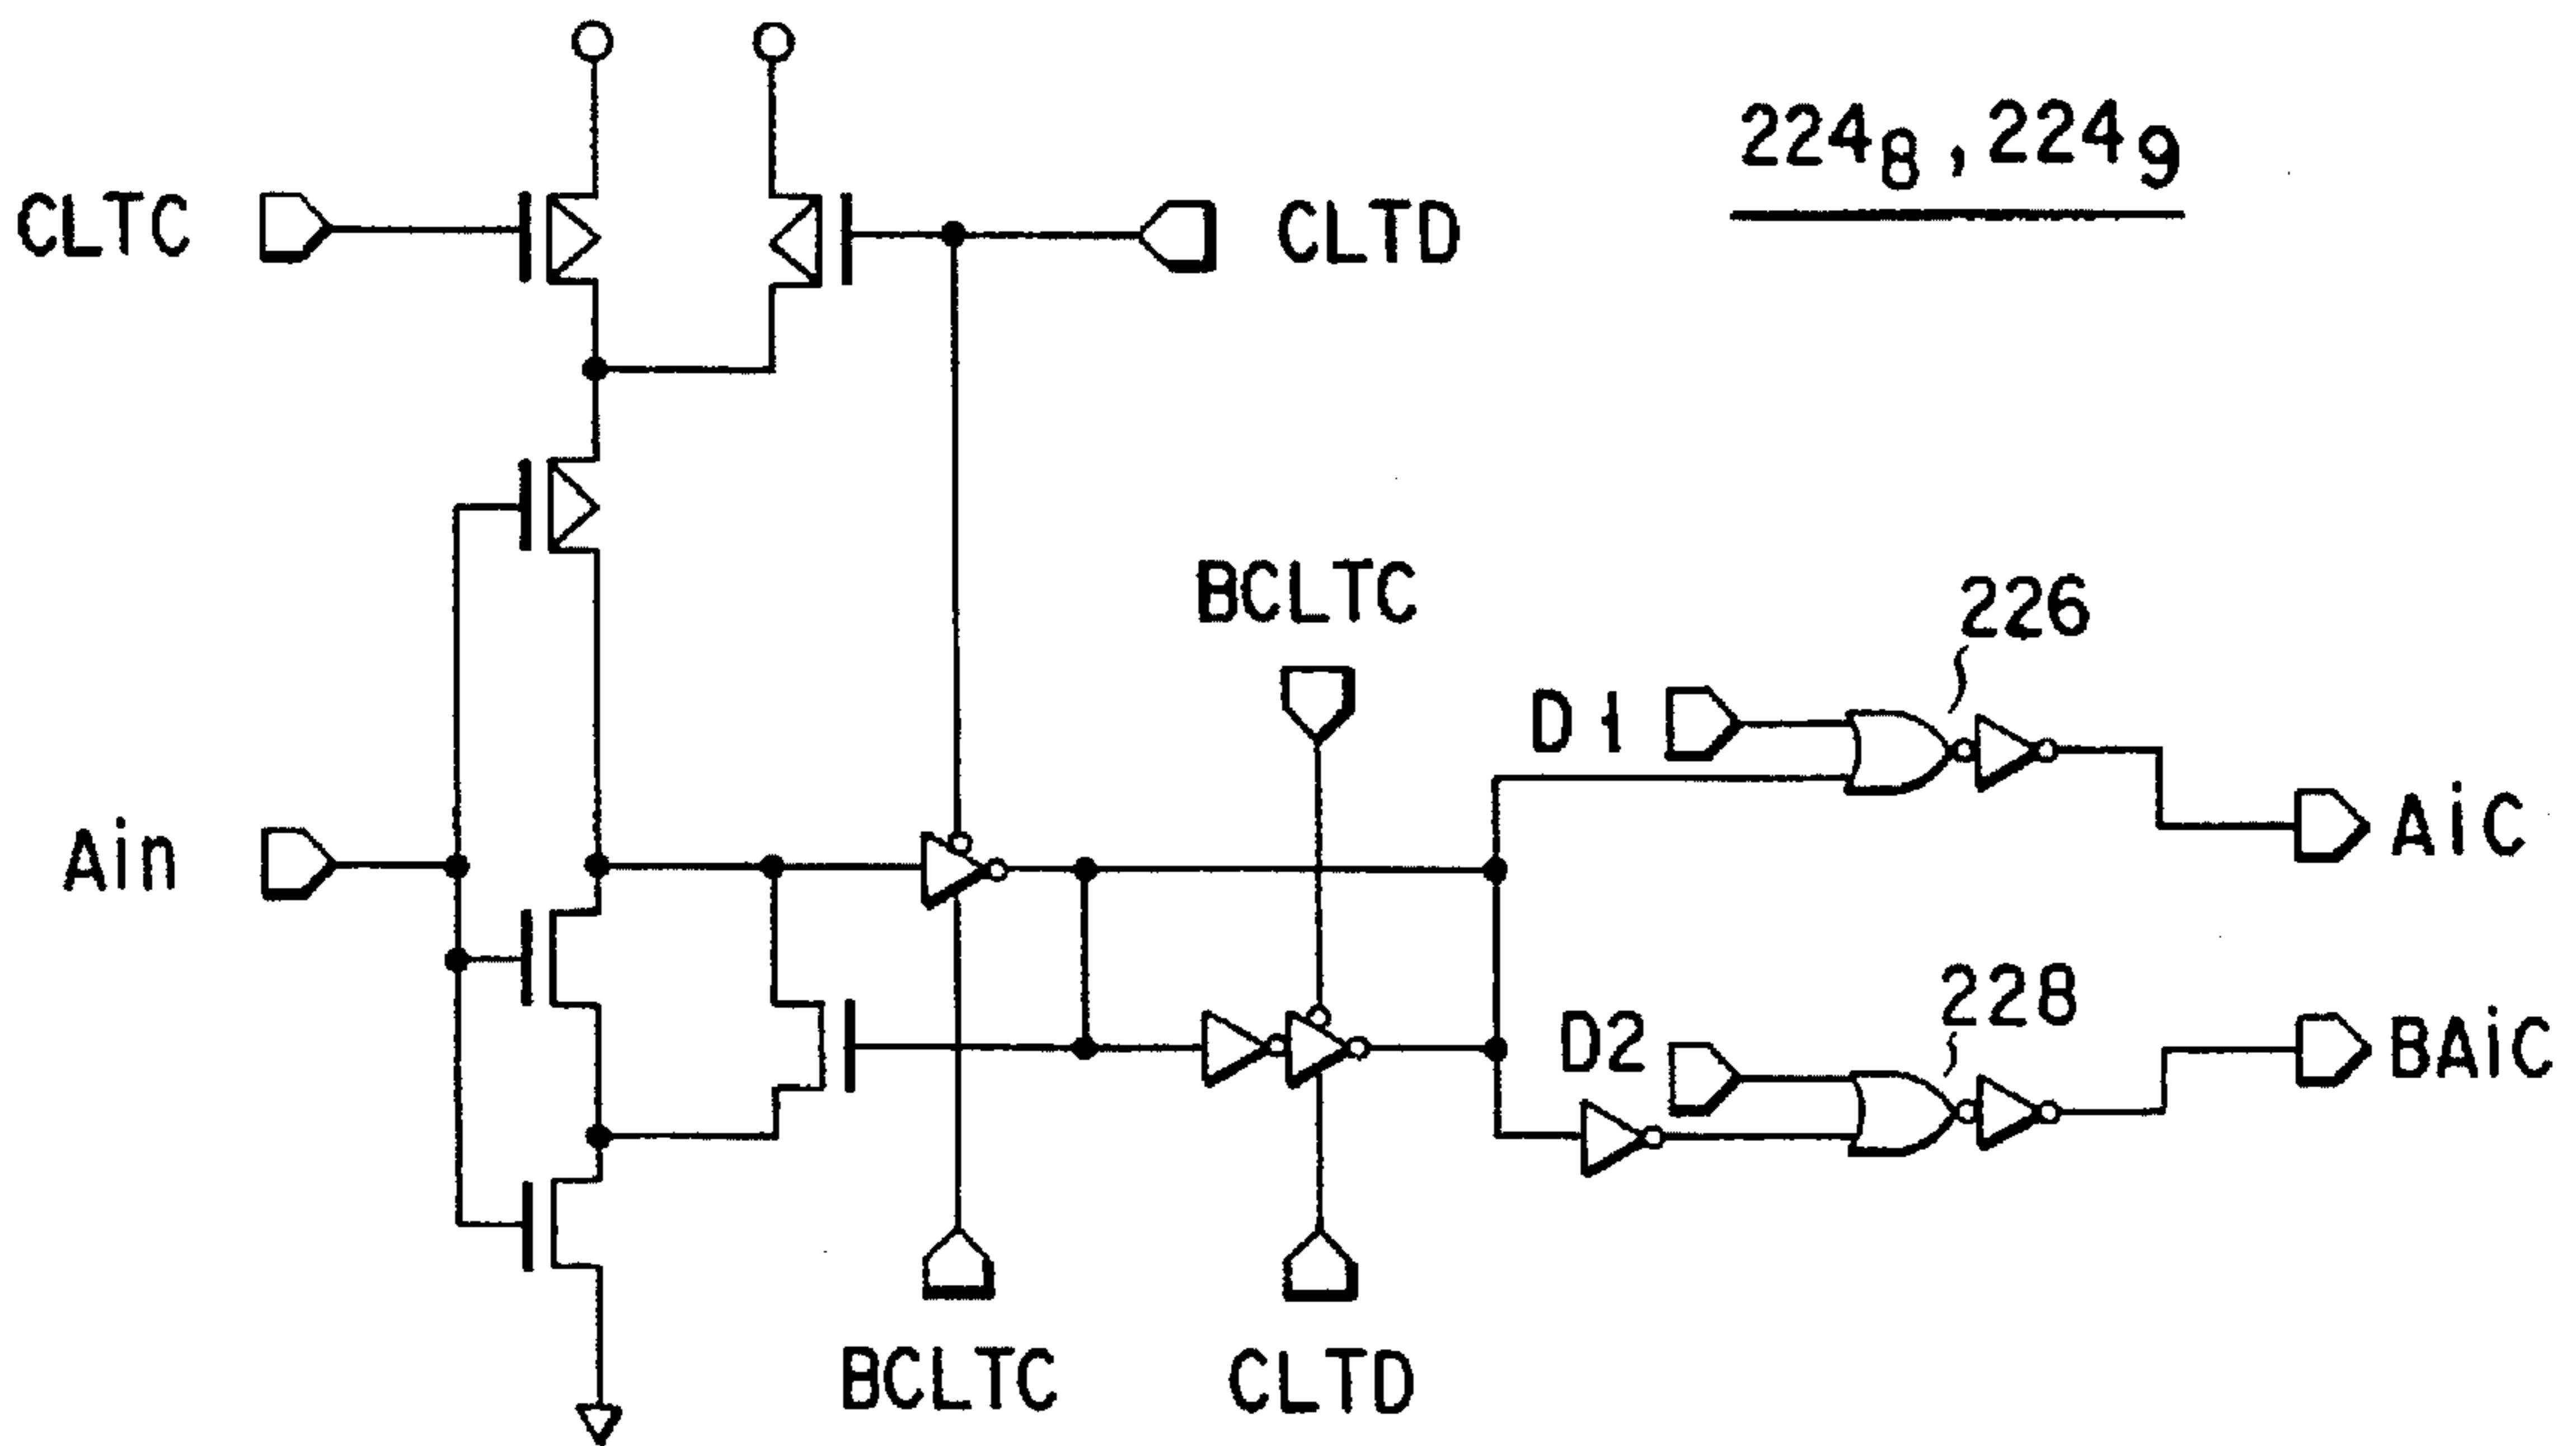 224₈, 224₉
CLTC
CLTD
BCLTC
226
D1
AiC
Ain
228
D2
BAiC
BCLTC
CLTD